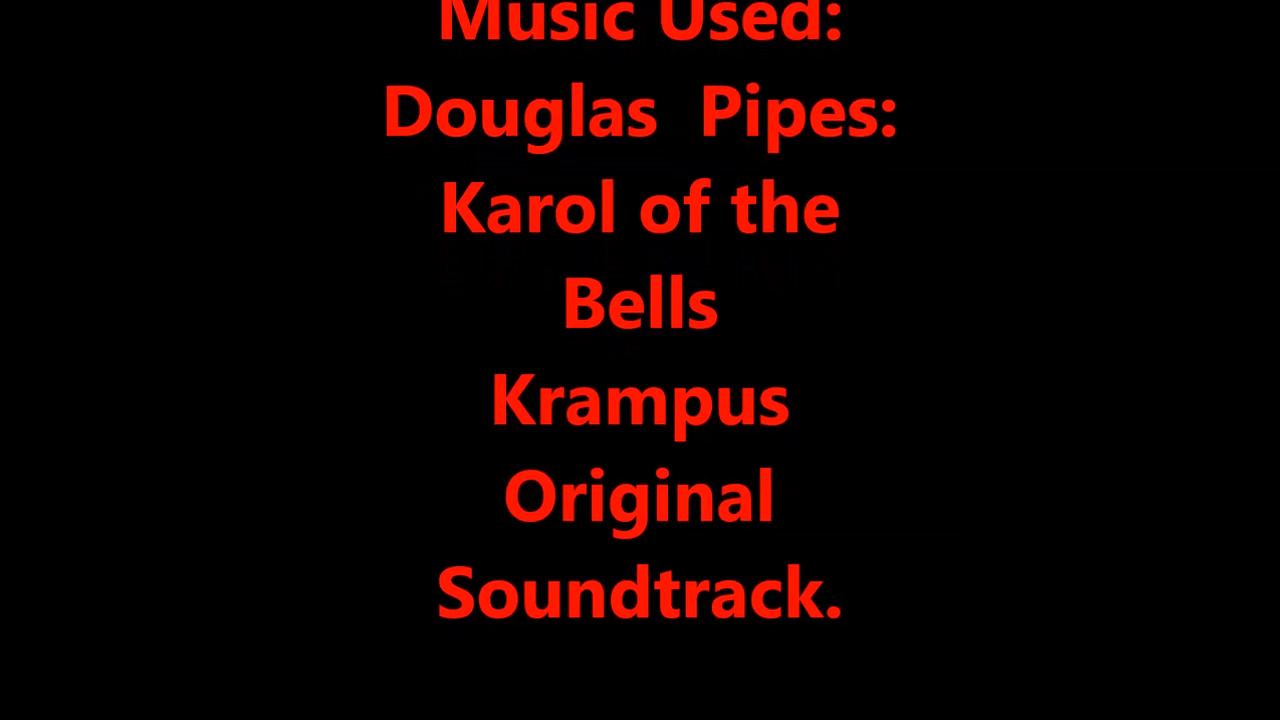 Music Used:
Douglas  Pipes:
Karol of the
Bells
Krampus
Original
Soundtrack.